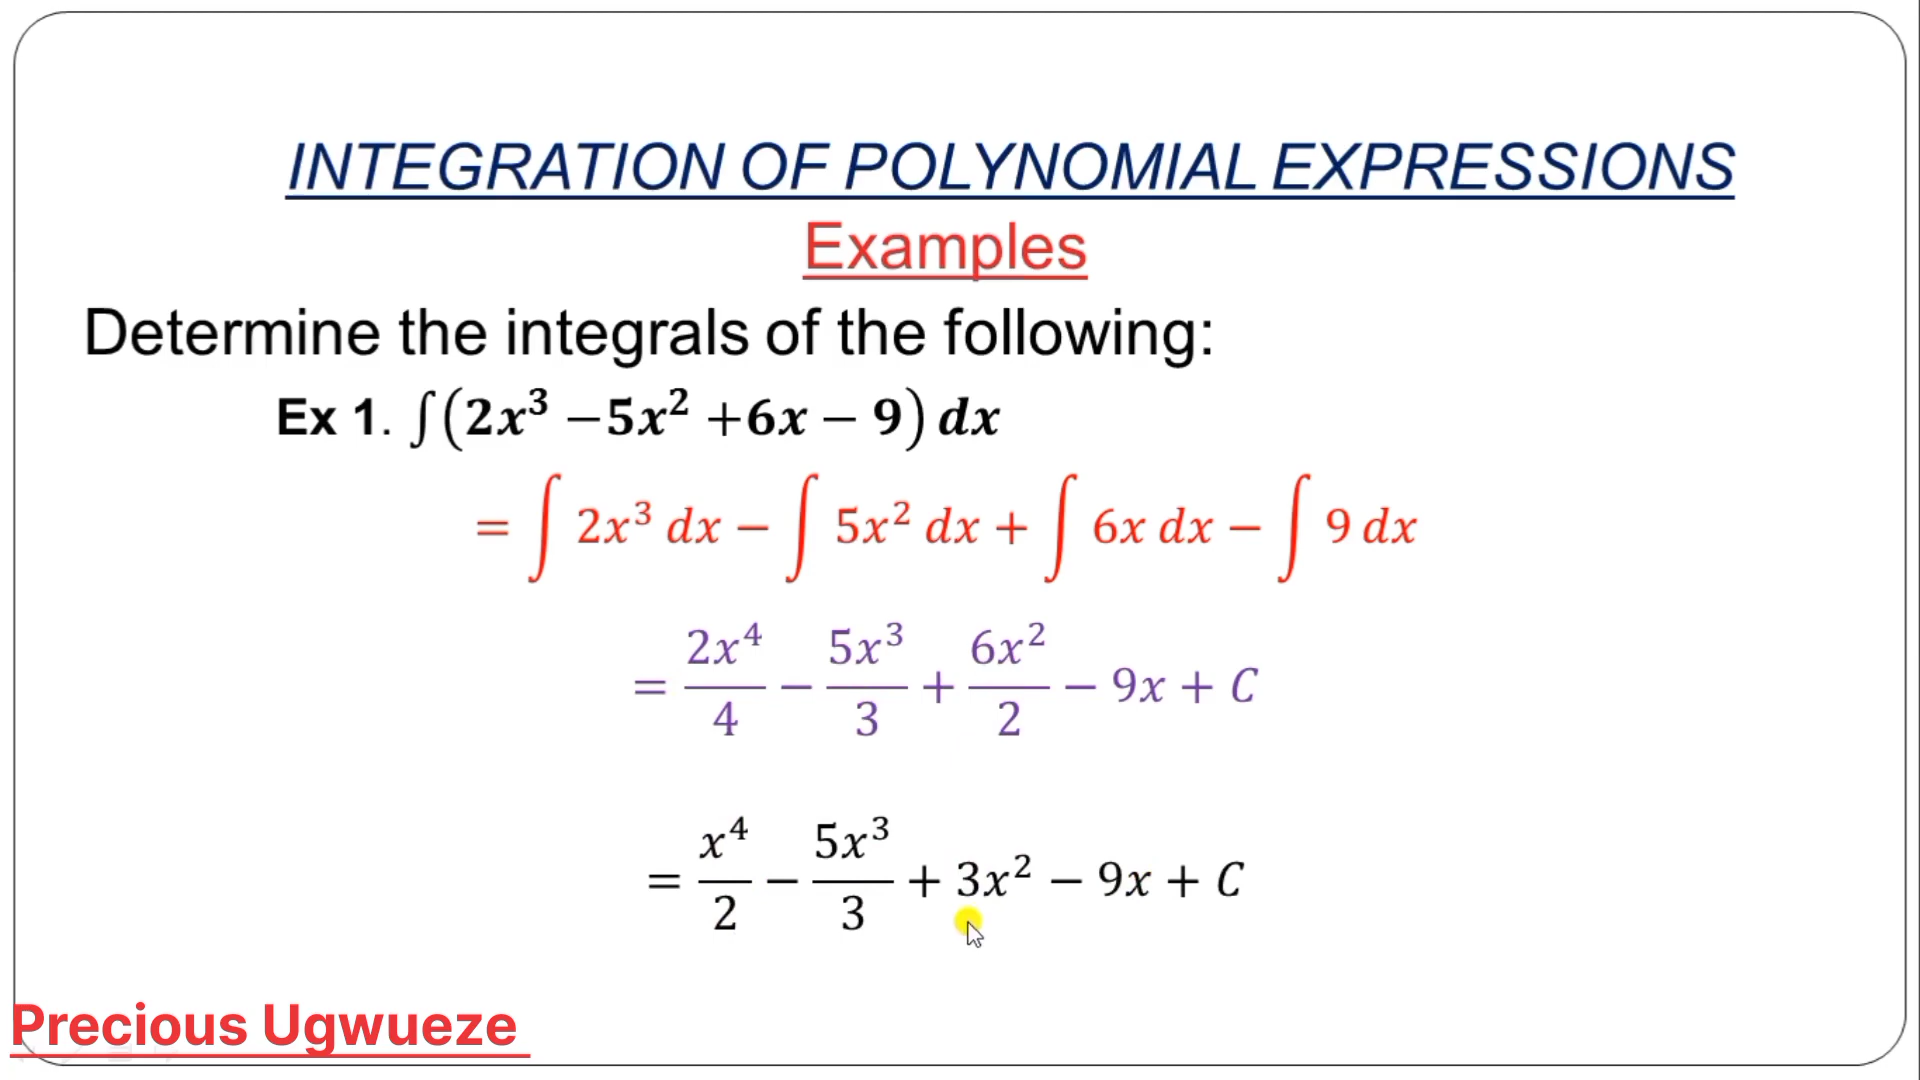 INTEGRATION OF POLYNOMIAL EXPRESSIONS
Examples
Determine the integrals of the following:
Ex 1. ∫(2x³ −5x² +6x − 9) dx
= ∫ 2x³ dx − ∫ 5x² dx + ∫ 6x dx − ∫ 9 dx
= 2x⁴/4 − 5x³/3 + 6x²/2 − 9x + C
= x⁴/2 − 5x³/3 + 3x² − 9x + C
Precious Ugwueze